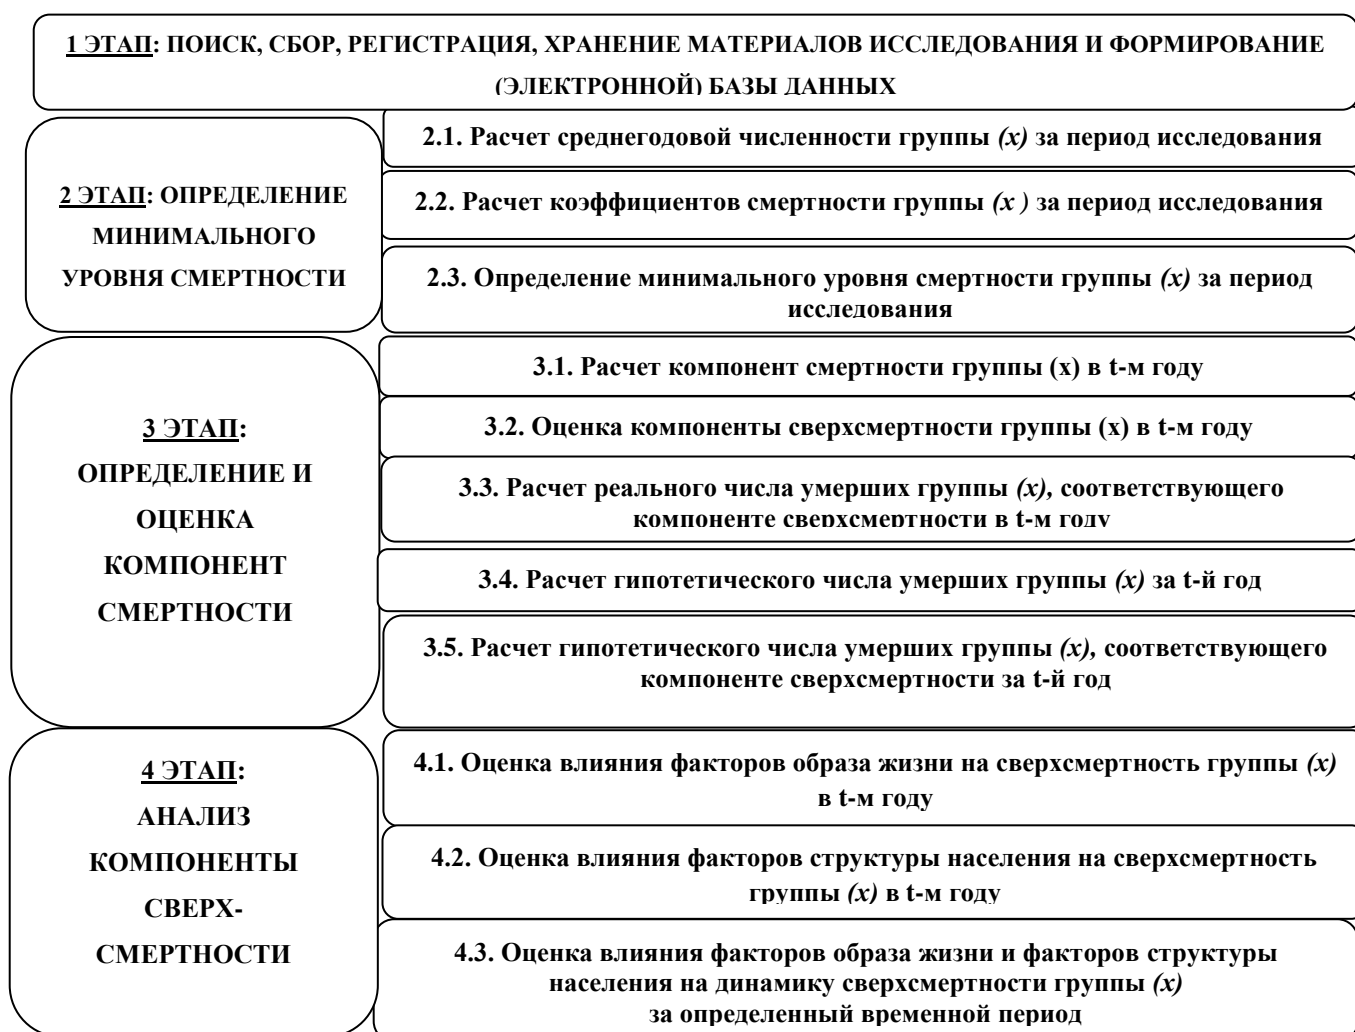 1 ЭТАП: ПОИСК, СБОР, РЕГИСТРАЦИЯ, ХРАНЕНИЕ МАТЕРИАЛОВ ИССЛЕДОВАНИЯ И ФОРМИРОВАНИЕ
(ЭЛЕКТРОННОЙ) БАЗЫ ДАННЫХ
2 ЭТАП: ОПРЕДЕЛЕНИЕ
МИНИМАЛЬНОГО
УРОВНЯ СМЕРТНОСТИ
2.1. Расчет среднегодовой численности группы (x) за период исследования
2.2. Расчет коэффициентов смертности группы (x ) за период исследования
2.3. Определение минимального уровня смертности группы (x) за период
исследования
3 ЭТАП:
ОПРЕДЕЛЕНИЕ И
ОЦЕНКА
КОМПОНЕНТ
СМЕРТНОСТИ
3.1. Расчет компонент смертности группы (х) в t-м году
3.2. Оценка компоненты сверхсмертности группы (х) в t-м году
3.3. Расчет реального числа умерших группы (x), соответствующего
компоненте сверхсмертности в t-м году
3.4. Расчет гипотетического числа умерших группы (x) за t-й год
3.5. Расчет гипотетического числа умерших группы (x), соответствующего
компоненте сверхсмертности за t-й год
4 ЭТАП:
АНАЛИЗ
КОМПОНЕНТЫ
СВЕРХ-
СМЕРТНОСТИ
4.1. Оценка влияния факторов образа жизни на сверхсмертность группы (x)
в t-м году
4.2. Оценка влияния факторов структуры населения на сверхсмертность
группы (x) в t-м году
4.3. Оценка влияния факторов образа жизни и факторов структуры
населения на динамику сверхсмертности группы (x)
за определенный временной период